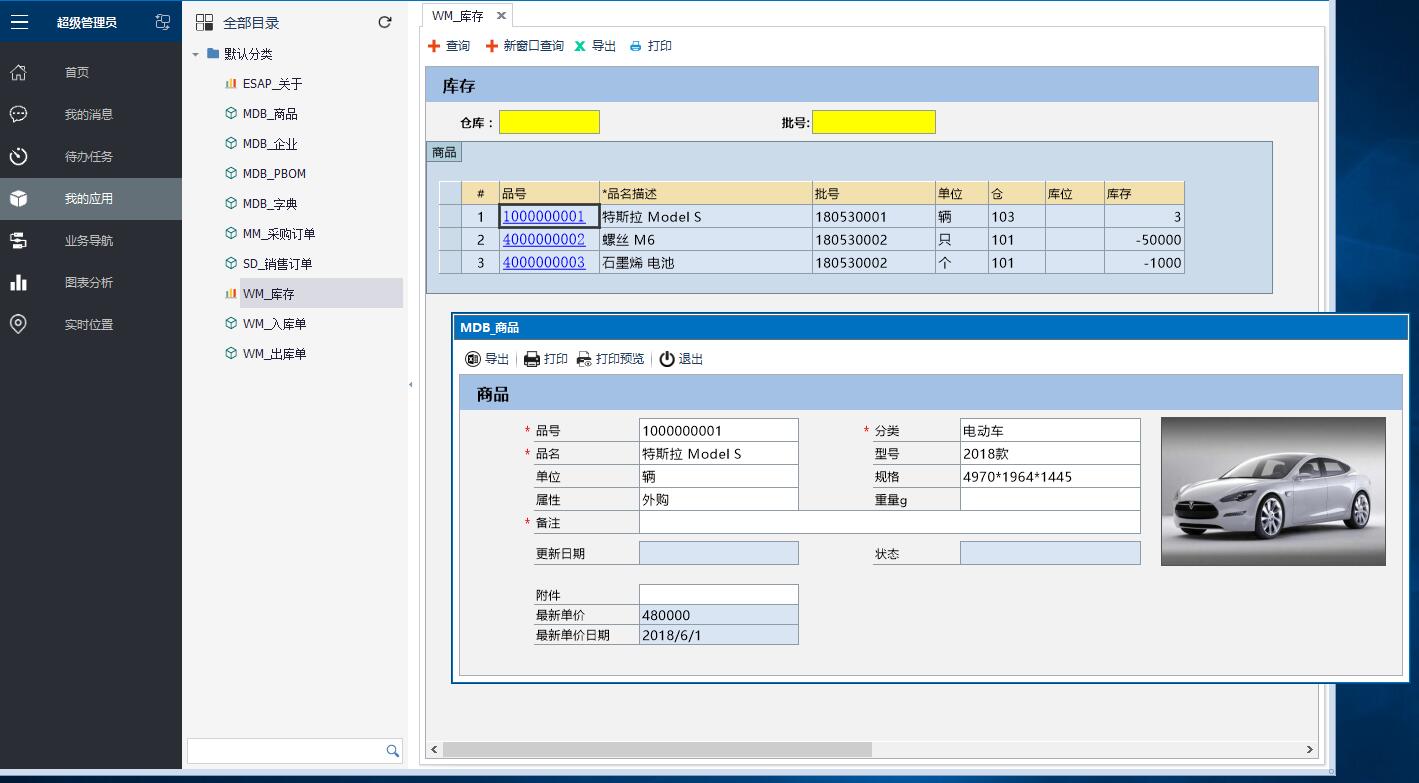 超级管理员
首页
我的消息
待办任务
我的应用
业务导航
图表分析
实时位置
全部目录
默认分类
ESAP_关于
MDB_商品
MDB_企业
MDB_PBOM
MDB_字典
MM_采购订单
SD_销售订单
WM_库存
WM_入库单
WM_出库单
WM_库存
查询 新窗口查询 导出 打印
库存
仓库： 批号:
商品
# 品号 *品名描述 批号 单位 仓 库位 库存
1 1000000001 特斯拉 Model S 180530001 辆 103 3
2 4000000002 螺丝 M6 180530002 只 101 -50000
3 4000000003 石墨烯 电池 180530002 个 101 -1000
MDB_商品
导出 打印 打印预览 退出
商品
* 品号 1000000001 * 分类 电动车
* 品名 特斯拉 Model S 型号 2018款
单位 辆 规格 4970*1964*1445
属性 外购 重量g
* 备注
更新日期 状态
附件
最新单价 480000
最新单价日期 2018/6/1